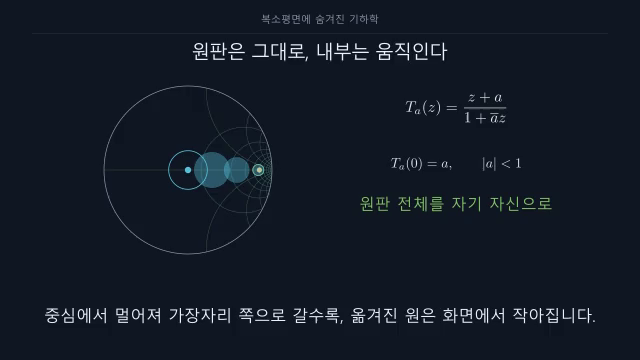 복소평면에 숨겨진 기하학
원판은 그대로, 내부는 움직인다
T_a(z) = \frac{z + a}{1 + \overline{a}z}
T_a(0) = a, |a| < 1
원판 전체를 자기 자신으로
중심에서 멀어져 가장자리 쪽으로 갈수록, 옮겨진 원은 화면에서 작아집니다.